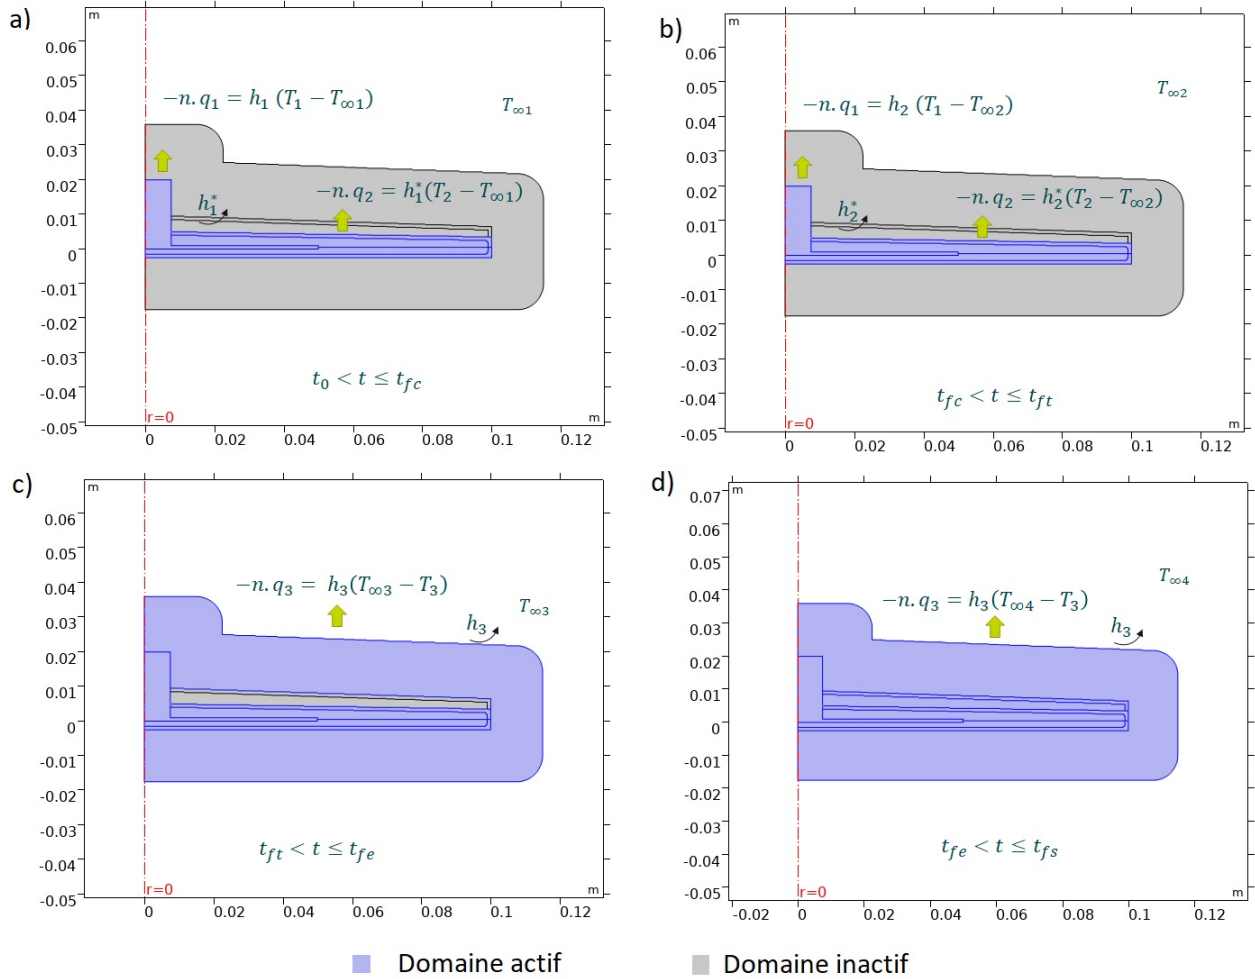 a)
m
0.06
0.05
0.04
0.03
0.02
0.01
0
-0.01
-0.02
-0.03
-0.04
-0.05
−n.q₁ = h₁ (T₁ − T∞₁)
T∞₁
−n.q₂ = h₁*(T₂ − T∞₁)
h₁*
t₀ < t ≤ t_fc
r=0
m
0 0.02 0.04 0.06 0.08 0.1 0.12
b)
m
0.06
0.05
0.04
0.03
0.02
0.01
0
-0.01
-0.02
-0.03
-0.04
-0.05
T∞₂
−n.q₁ = h₂ (T₁ − T∞₂)
−n.q₂ = h₂*(T₂ − T∞₂)
h₂*
t_fc < t ≤ t_ft
r=0
m
0 0.02 0.04 0.06 0.08 0.1 0.12
c)
m
0.06
0.05
0.04
0.03
0.02
0.01
0
-0.01
-0.02
-0.03
-0.04
-0.05
−n.q₃ = h₃(T∞₃ − T₃)
T∞₃
h₃
t_ft < t ≤ t_fe
r=0
m
0 0.02 0.04 0.06 0.08 0.1 0.12
d)
m
0.07
0.06
0.05
0.04
0.03
0.02
0.01
0
-0.01
-0.02
-0.03
-0.04
-0.05
T∞₄
−n.q₃ = h₃(T∞₄ − T₃)
h₃
t_fe < t ≤ t_fs
r=0
m
-0.02 0 0.02 0.04 0.06 0.08 0.1 0.12
Domaine actif
Domaine inactif